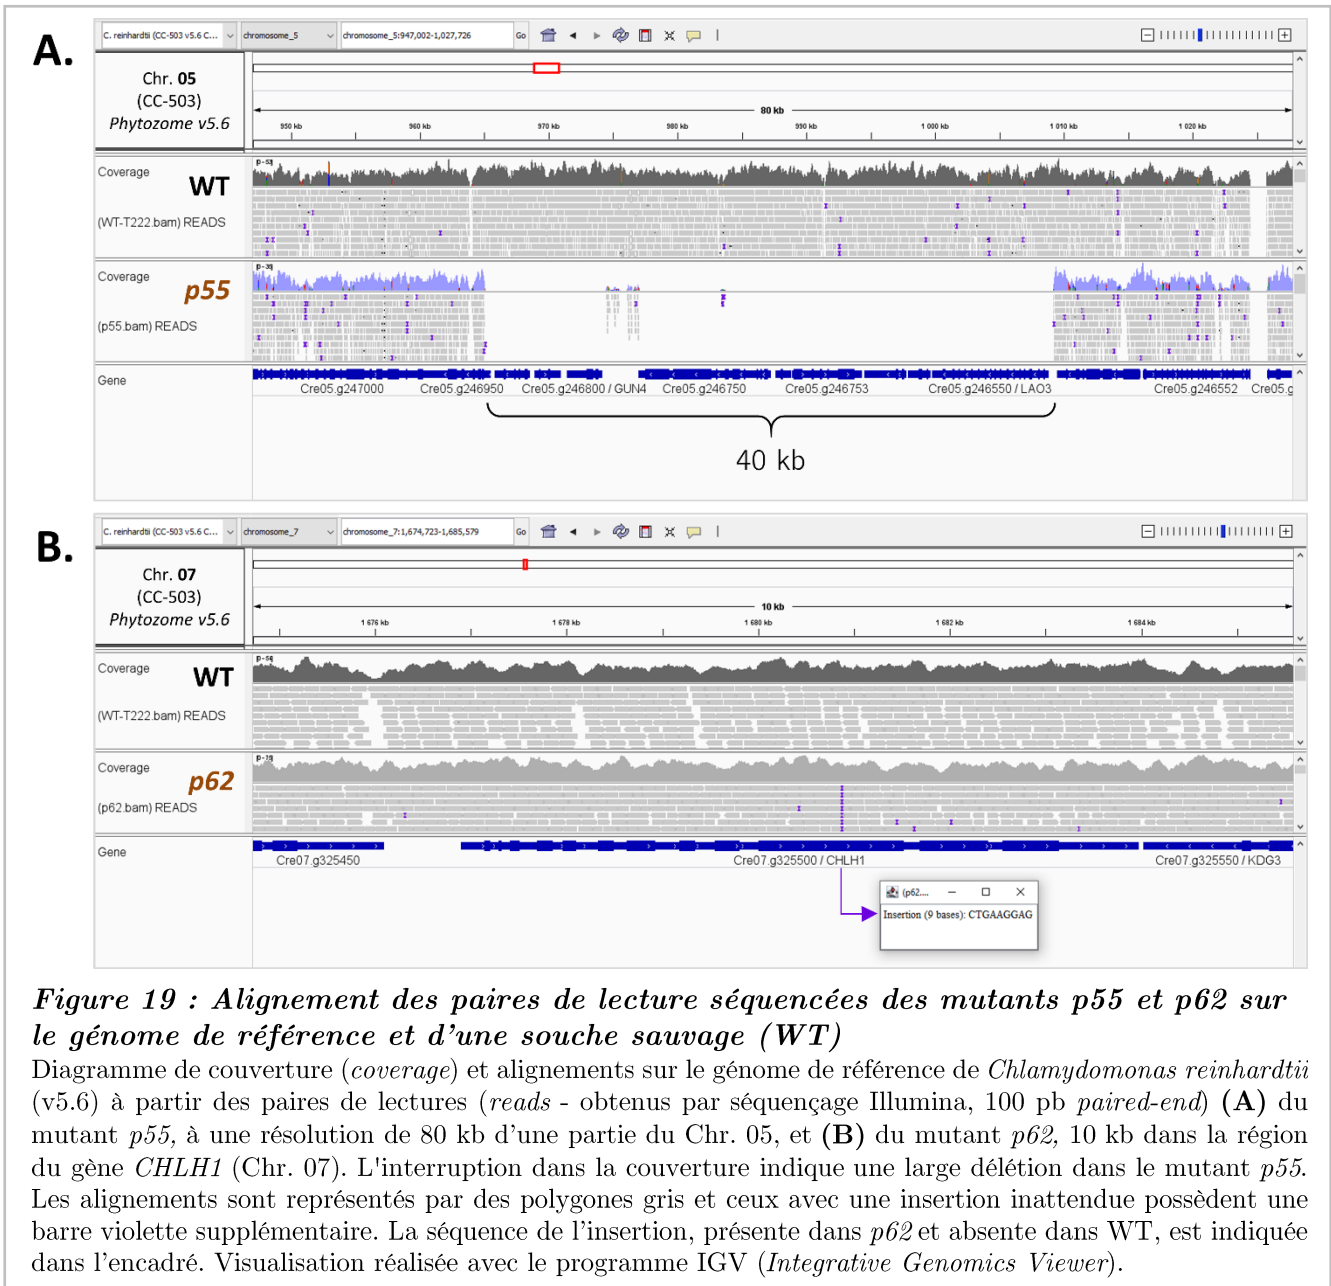 A.
C. reinhardtii (CC-503 v5.6 C... chromosome_5 chromosome_5:947,002-1,027,726 Go
Chr. 05
(CC-503)
Phytozome v5.6
80 kb
950 kb 960 kb 970 kb 980 kb 990 kb 1 000 kb 1 010 kb 1 020 kb
Coverage
WT
(WT-T222.bam) READS
Coverage
p55
(p55.bam) READS
Gene
Cre05.g247000 Cre05.g246950 Cre05.g246800 / GUN4 Cre05.g246750 Cre05.g246753 Cre05.g246550 / LAO3 Cre05.g246552 Cre05.g
40 kb
B.
C. reinhardtii (CC-503 v5.6 C... chromosome_7 chromosome_7:1,674,723-1,685,579 Go
Chr. 07
(CC-503)
Phytozome v5.6
10 kb
1 676 kb 1 678 kb 1 680 kb 1 682 kb 1 684 kb
Coverage
WT
(WT-T222.bam) READS
Coverage
p62
(p62.bam) READS
Gene
Cre07.g325450 Cre07.g325500 / CHLH1 Cre07.g325550 / KDG3
(p62....
Insertion (9 bases): CTGAAGGAG
Figure 19 : Alignement des paires de lecture séquencées des mutants p55 et p62 sur
le génome de référence et d'une souche sauvage (WT)
Diagramme de couverture (coverage) et alignements sur le génome de référence de Chlamydomonas reinhardtii
(v5.6) à partir des paires de lectures (reads - obtenus par séquençage Illumina, 100 pb paired-end) (A) du
mutant p55, à une résolution de 80 kb d'une partie du Chr. 05, et (B) du mutant p62, 10 kb dans la région
du gène CHLH1 (Chr. 07). L'interruption dans la couverture indique une large délétion dans le mutant p55.
Les alignements sont représentés par des polygones gris et ceux avec une insertion inattendue possèdent une
barre violette supplémentaire. La séquence de l'insertion, présente dans p62 et absente dans WT, est indiquée
dans l'encadré. Visualisation réalisée avec le programme IGV (Integrative Genomics Viewer).